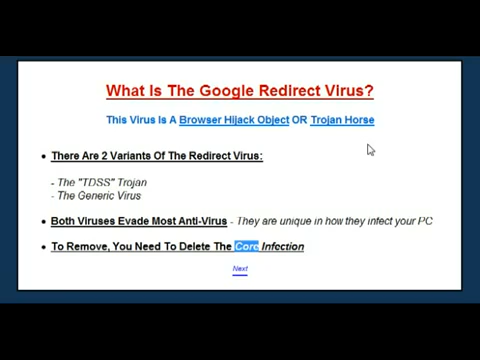 What Is The Google Redirect Virus?
This Virus Is A Browser Hijack Object OR Trojan Horse
• There Are 2 Variants Of The Redirect Virus:
- The "TDSS" Trojan
- The Generic Virus
• Both Viruses Evade Most Anti-Virus - They are unique in how they infect your PC
• To Remove, You Need To Delete The Core Infection
Next